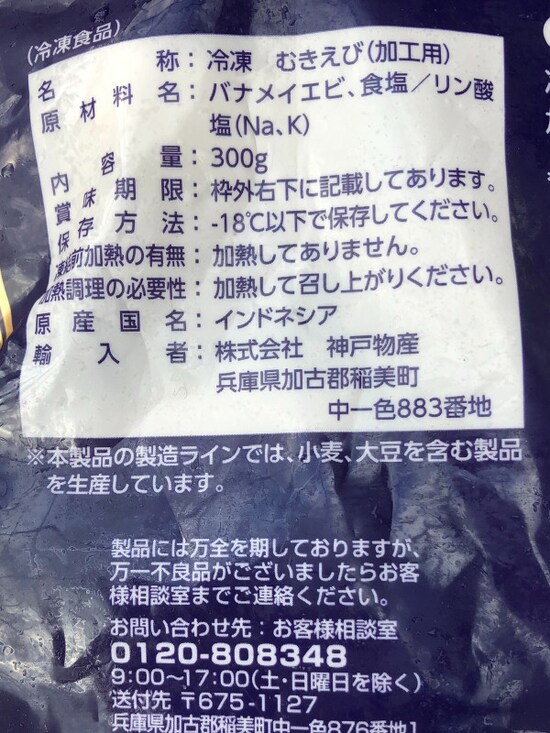 (冷凍食品)
名称：冷凍　むきえび(加工用)
原材料名：バナメイエビ、食塩／リン酸
塩(Na、K)
内容量：300g
賞味期限：枠外右下に記載してあります。
保存方法：-18℃以下で保存してください。
凍結前加熱の有無：加熱してありません。
加熱調理の必要性：加熱して召し上がりください。
原産国名：インドネシア
輸入者：株式会社　神戸物産
兵庫県加古郡稲美町
中一色883番地
※本製品の製造ラインでは、小麦、大豆を含む製品
を生産しています。
製品には万全を期しておりますが、
万一不良品がございましたらお客
様相談室までご連絡ください。
お問い合わせ先：お客様相談室
0120-808348
9:00~17:00(土・日曜日を除く)
送付先 〒675-1127
兵庫県加古郡稲美町中一色876番地1